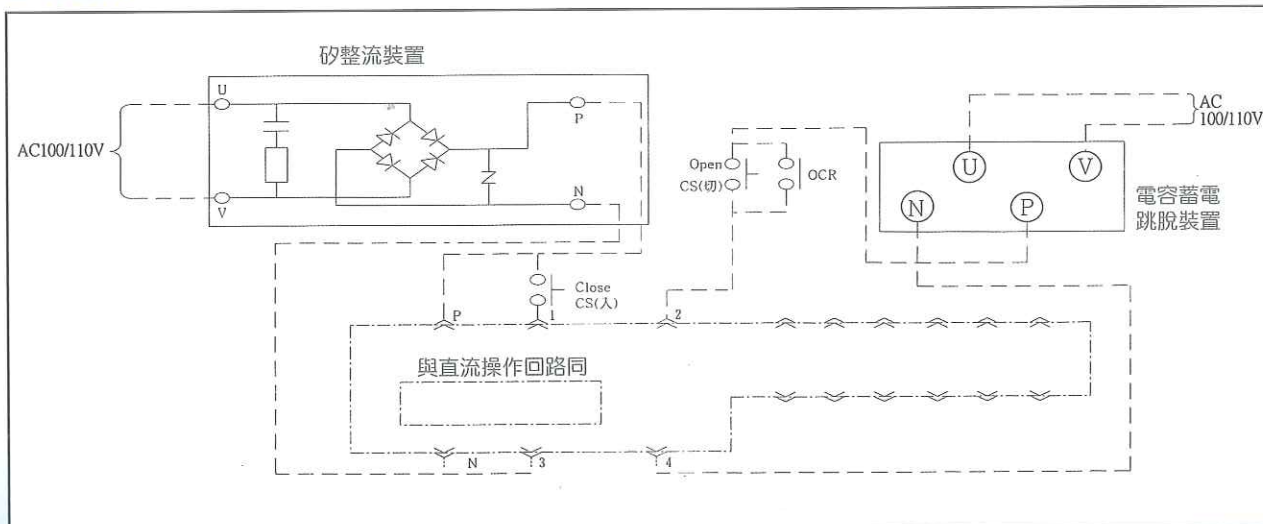 矽整流裝置
U
P
AC100/110V
V
N
AC
100/110V
Open
CS(切)
OCR
U
V
N
P
電容蓄電
跳脫裝置
Close
CS(入)
P
1
2
與直流操作回路同
N
3
4